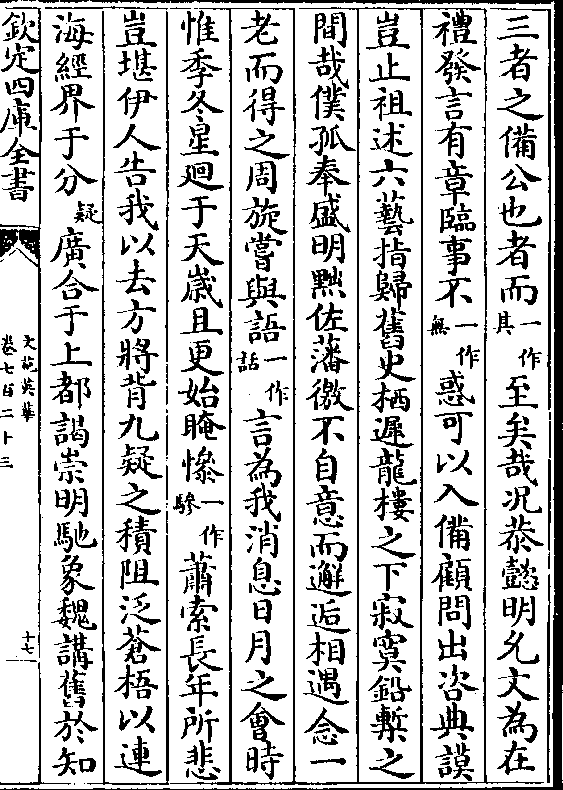 三者之備公也者而一作其至矣哉况恭懿明允文為在
禮發言有章臨事不一作無惑可以入備顧問出咨典謨
豈止祖述六藝指歸舊史栖遲龍樓之下寂寞鉛槧之
間哉僕孤奉盛明黜佐藩徼不自意而邂逅相遇念一
老而得之周旋嘗與語一作話言為我消息日月之會時
惟季冬星迴于天歲且更始晻慘一作驂蕭索長年所悲
豈堪伊人告我以去方將背九疑之積阻泛蒼梧以連
海經界于分疑廣合于上都謁崇明馳象魏講舊於知
欽定四庫全書
文苑英華
卷七百二十三
十七